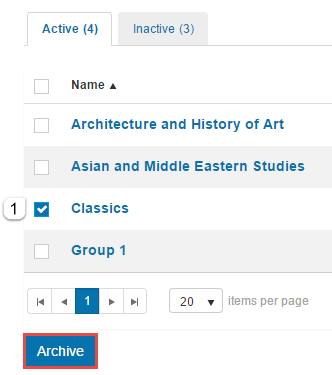 Active (4) Inactive (3)
Name ▲
Architecture and History of Art
Asian and Middle Eastern Studies
1 Classics
Group 1
1 20 items per page
Archive